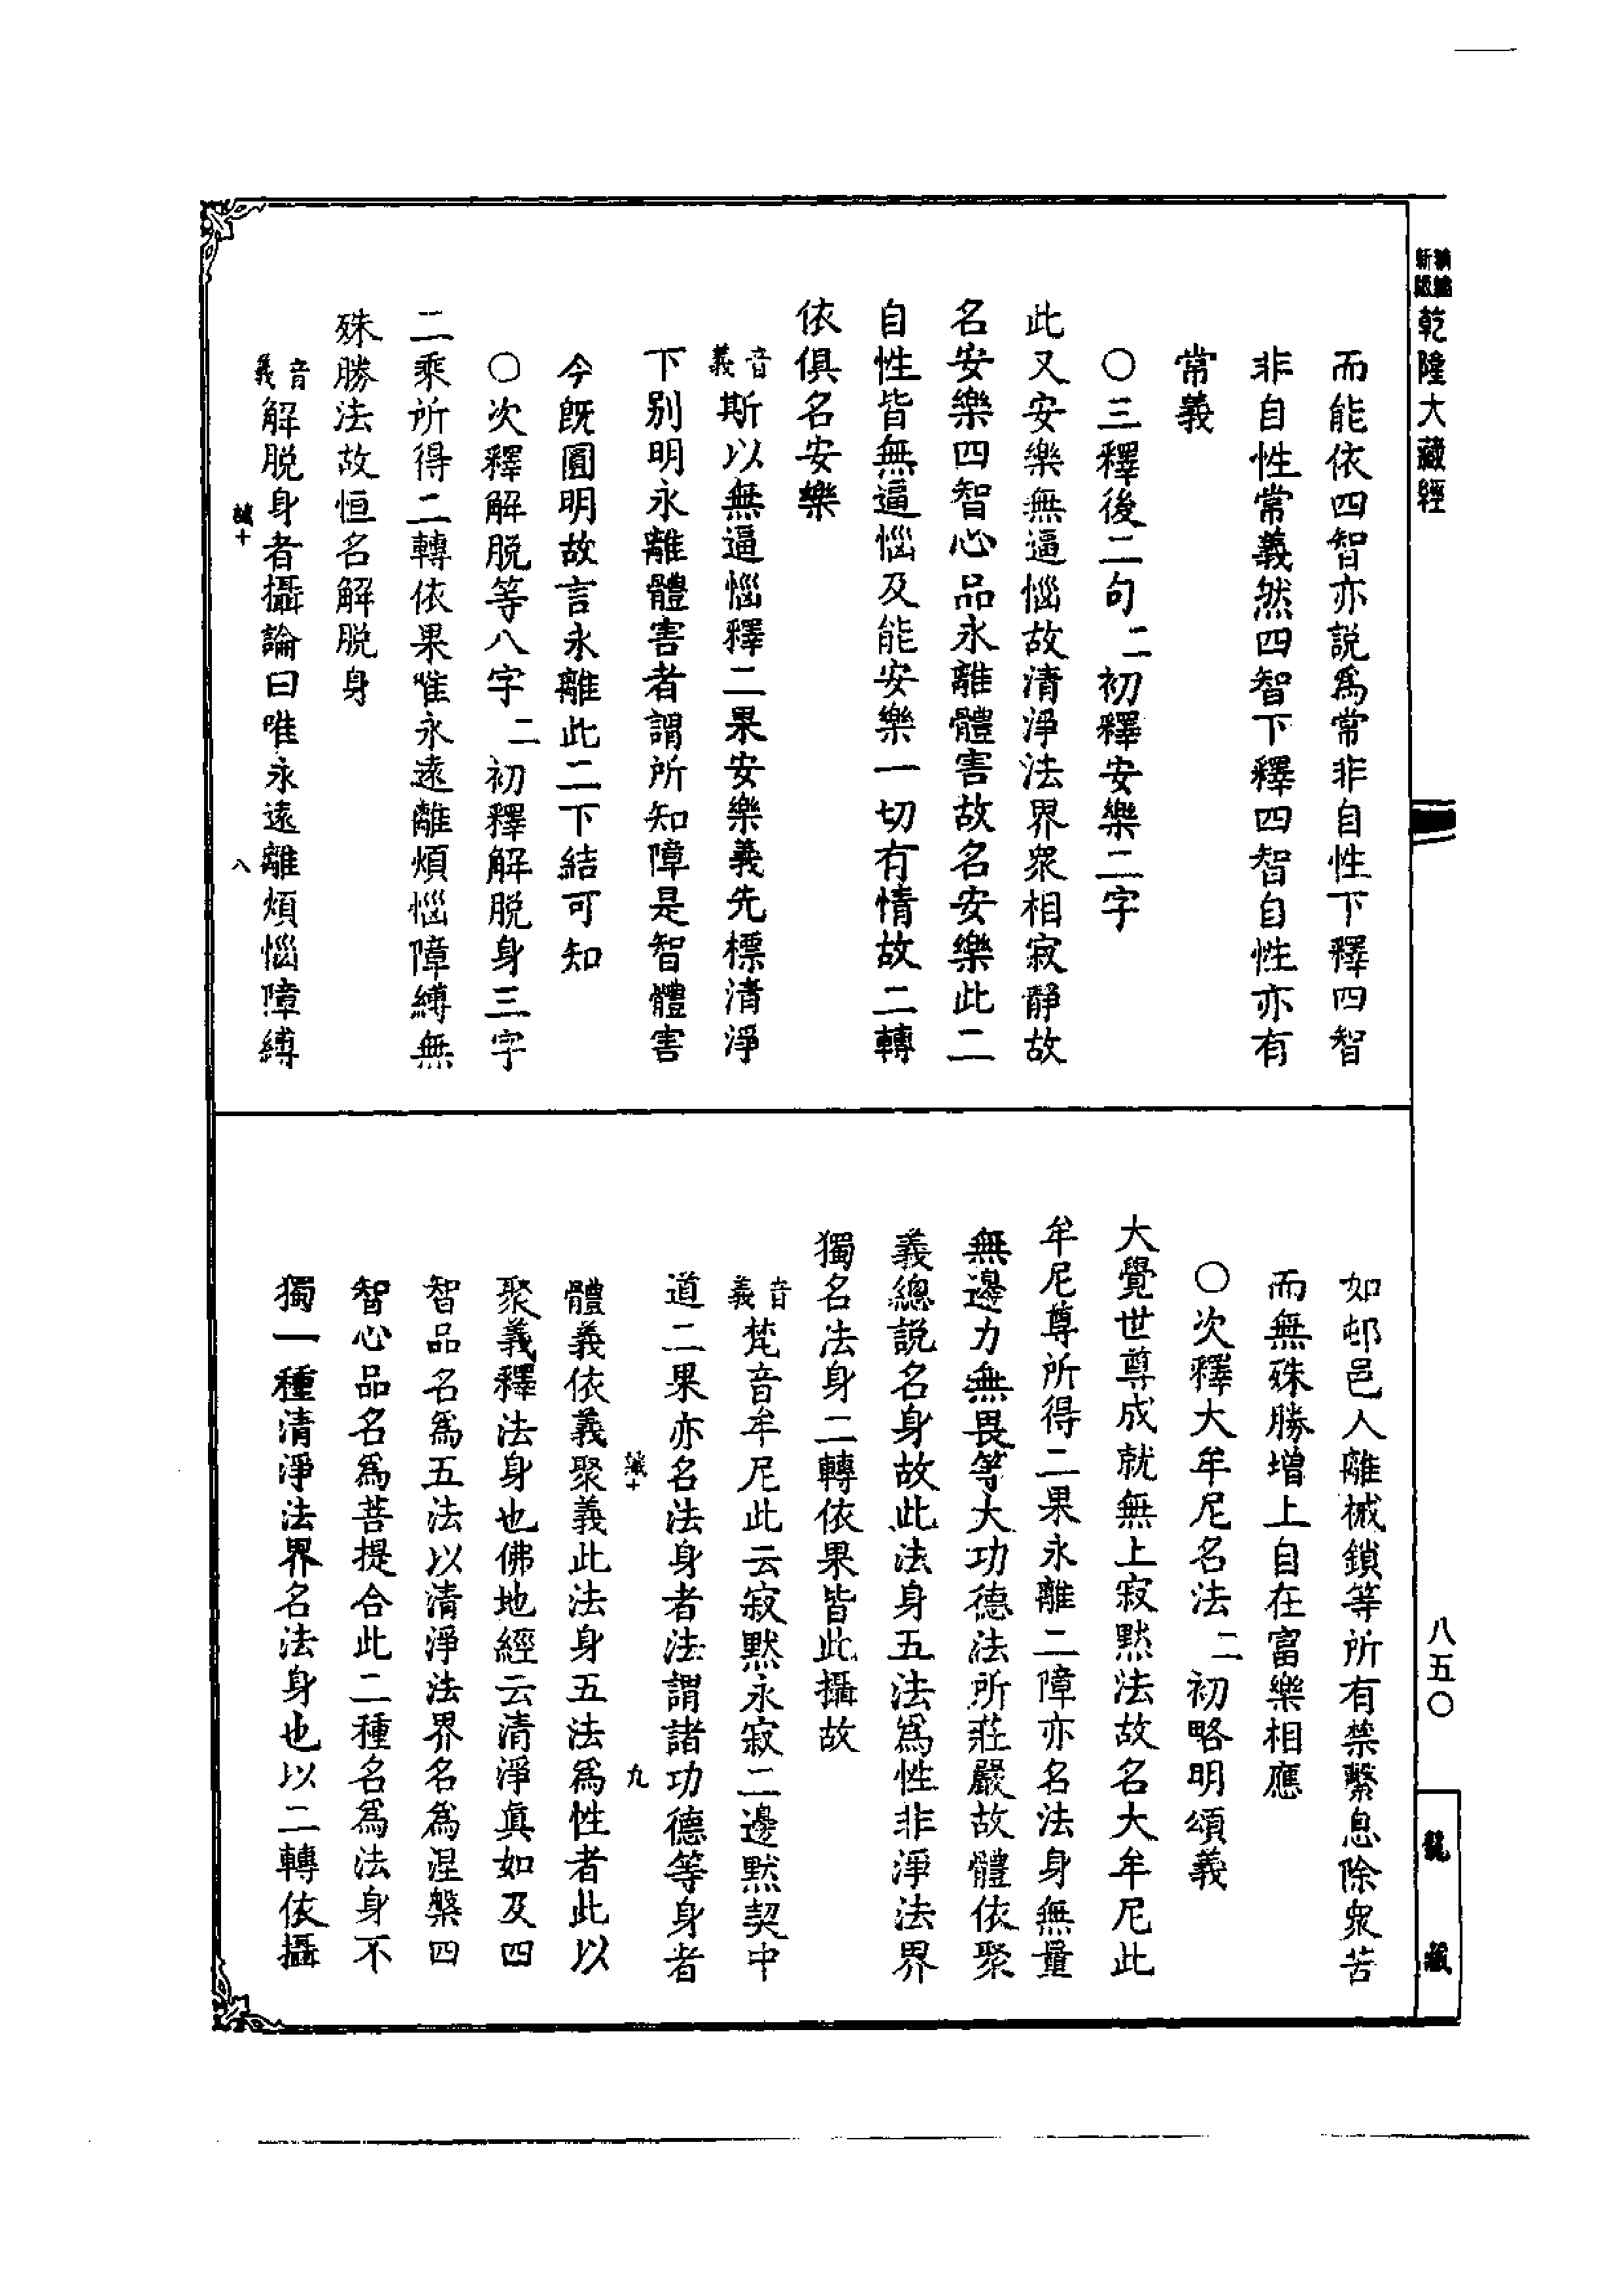 新版
乾隆大藏經
而能依四智亦説爲常非自性下釋四智
非自性常義然四智下釋四智自性亦有
常義
○三釋後二句二初釋安樂二字
此又安樂無逼惱故清淨法界衆相寂靜故
名安樂四智心品永離體害故名安樂此二
自性皆無逼惱及能安樂一切有情故二轉
依俱名安樂
音義斯以無逼惱釋二果安樂義先標清淨
下别明永離體害者謂所知障是智體害
今既圓明故言永離此二下結可知
○次釋解脱等八字二初釋解脱身三字
二乘所得二轉依果唯永遠離煩惱障縛無
殊勝法故恒名解脱身
音義解脱身者攝論曰唯永遠離煩惱障縛
八
如邨邑人離械鎖等所有禁繫息除衆苦
而無殊勝增上自在富樂相應
○次釋大牟尼名法二初略明頌義
大覺世尊成就無上寂默法故名大牟尼此
牟尼尊所得二果永離二障亦名法身無量
無邊力無畏等大功德法所莊嚴故體依聚
義總説名身故此法身五法爲性非淨法界
獨名法身二轉依果皆此攝故
音義梵音牟尼此云寂默永寂二邊默契中
道二果亦名法身者法謂諸功德等身者
九
體義依義聚義此法身五法爲性者此以
聚義釋法身也佛地經云清淨眞如及四
智品名爲五法以清淨法界名爲涅槃四
智心品名爲菩提合此二種名爲法身不
獨一種清淨法界名法身也以二轉依攝
八五〇
龍藏